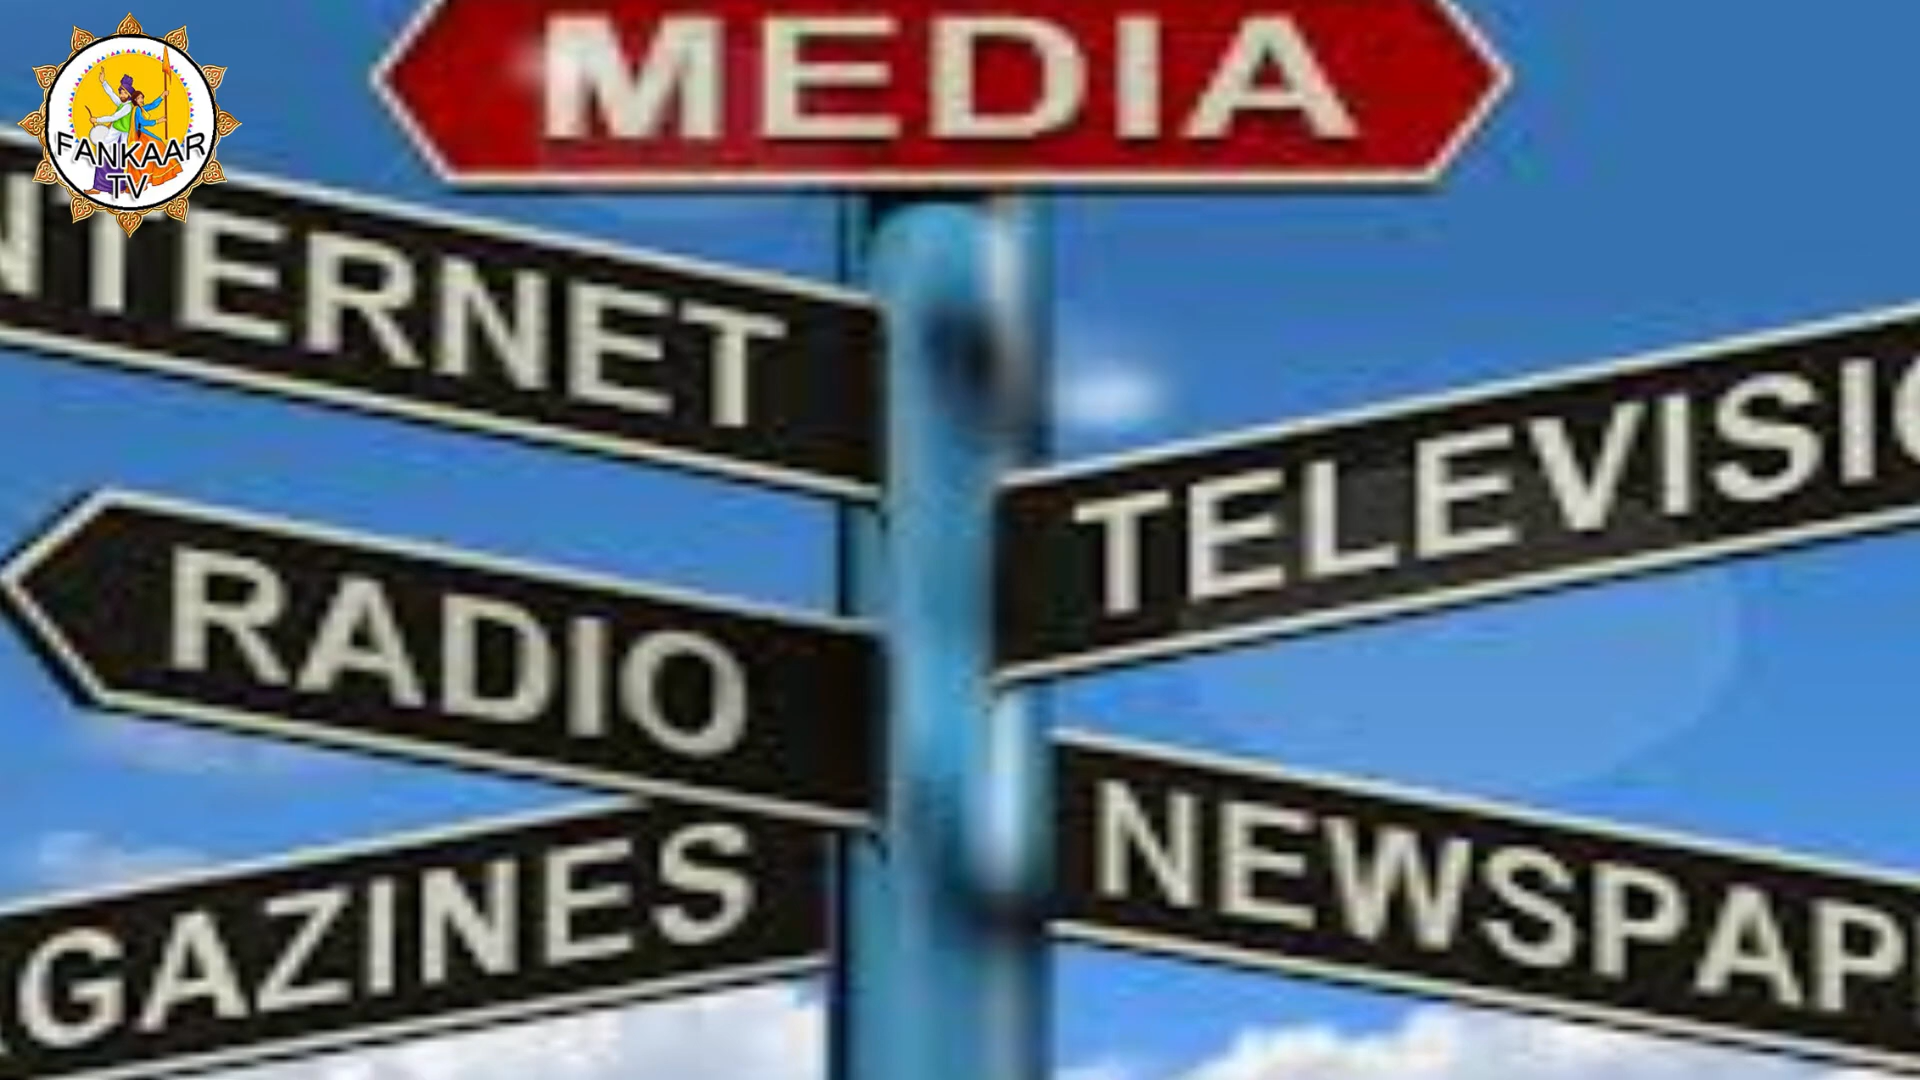 MEDIA
FANKAAR
TV
NTERNET
TELEVISIO
RADIO
NEWSPAP
GAZINES